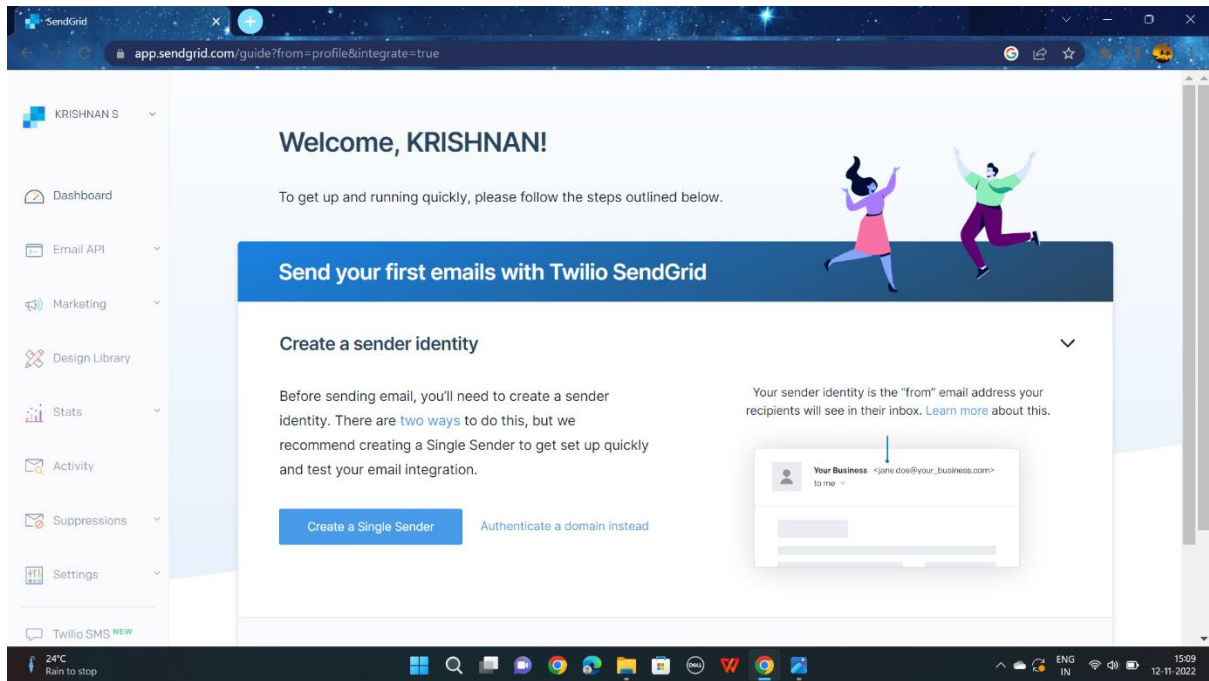 SendGrid
app.sendgrid.com/guide?from=profile&integrate=true
KRISHNAN S
Dashboard
Email API
Marketing
Design Library
Stats
Activity
Suppressions
Settings
Twilio SMS NEW
Welcome, KRISHNAN!
To get up and running quickly, please follow the steps outlined below.
Send your first emails with Twilio SendGrid
Create a sender identity
Before sending email, you'll need to create a sender
identity. There are two ways to do this, but we
recommend creating a Single Sender to get set up quickly
and test your email integration.
Create a Single Sender
Authenticate a domain instead
Your sender identity is the "from" email address your
recipients will see in their inbox. Learn more about this.
Your Business <jane.doe@your_business.com>
to me
24°C
Rain to stop
DELL
ENG
IN
15:09
12-11-2022